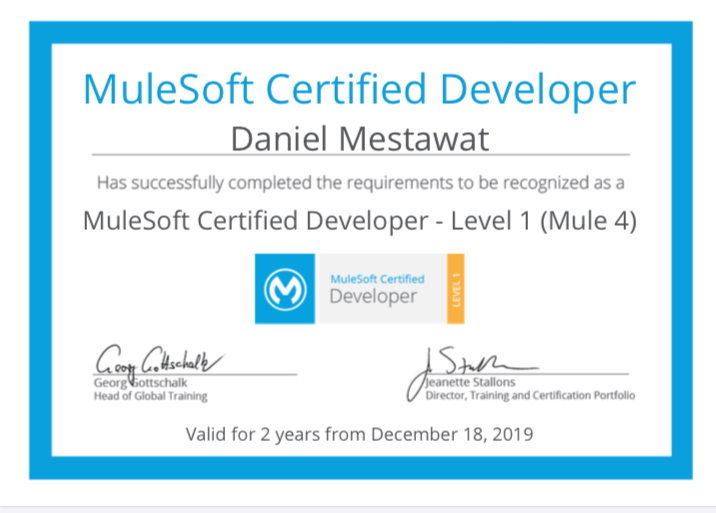 MuleSoft Certified Developer
Daniel Mestawat
Has successfully completed the requirements to be recognized as a
MuleSoft Certified Developer - Level 1 (Mule 4)
MuleSoft Certified
Developer
LEVEL 1
Georg Gottschalk
Georg Gottschalk
Head of Global Training
J. Stall
Jeanette Stallons
Director, Training and Certification Portfolio
Valid for 2 years from December 18, 2019